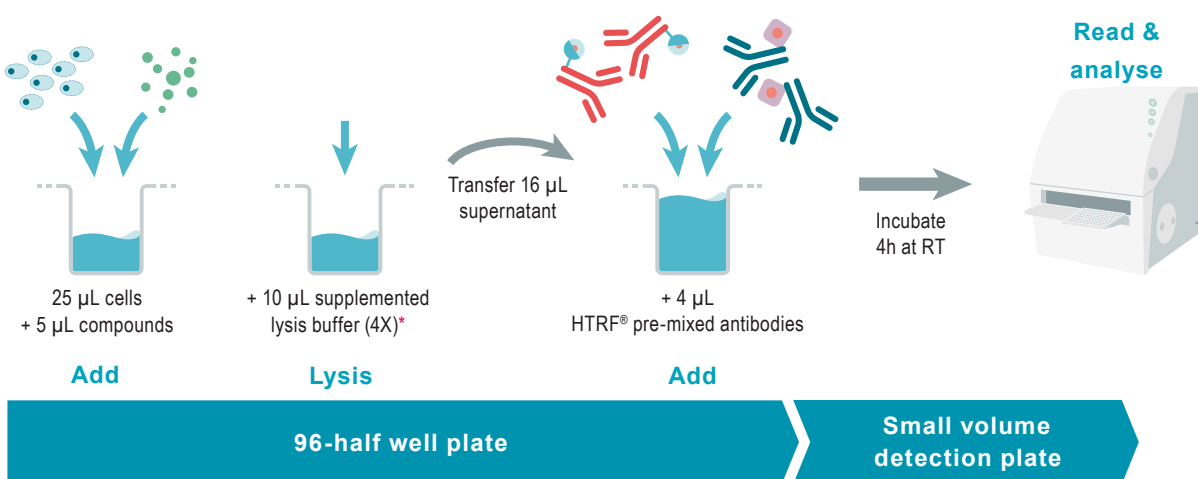 Read &
analyse
Transfer 16 µL
supernatant
Incubate
4h at RT
25 µL cells
+ 5 µL compounds
+ 10 µL supplemented
lysis buffer (4X)*
+ 4 µL
HTRF® pre-mixed antibodies
Add
Lysis
Add
96-half well plate
Small volume
detection plate